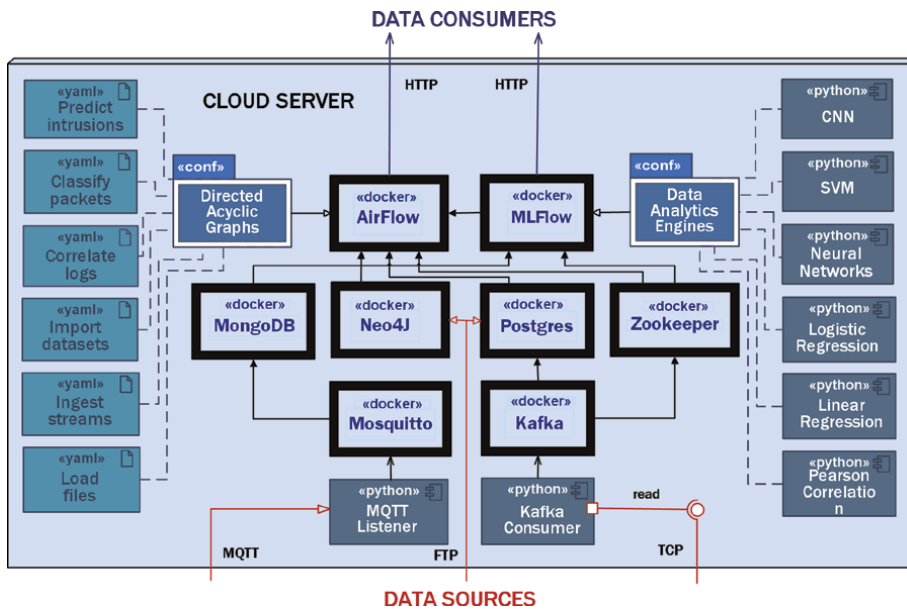 DATA CONSUMERS
HTTP
HTTP
CLOUD SERVER
«yaml»
Predict
intrusions
«yaml»
Classify
packets
«yaml»
Correlate
logs
«yaml»
Import
datasets
«yaml»
Ingest
streams
«yaml»
Load
files
«conf»
Directed
Acyclic
Graphs
«docker»
AirFlow
«docker»
MLFlow
«conf»
Data
Analytics
Engines
«python»
CNN
«python»
SVM
«python»
Neural
Networks
«python»
Logistic
Regression
«python»
Linear
Regression
«python»
Pearson
Correlatio
n
«docker»
MongoDB
«docker»
Neo4J
«docker»
Postgres
«docker»
Zookeeper
«docker»
Mosquitto
«docker»
Kafka
«python»
MQTT
Listener
«python»
Kafka
Consumer
read
MQTT
FTP
TCP
DATA SOURCES